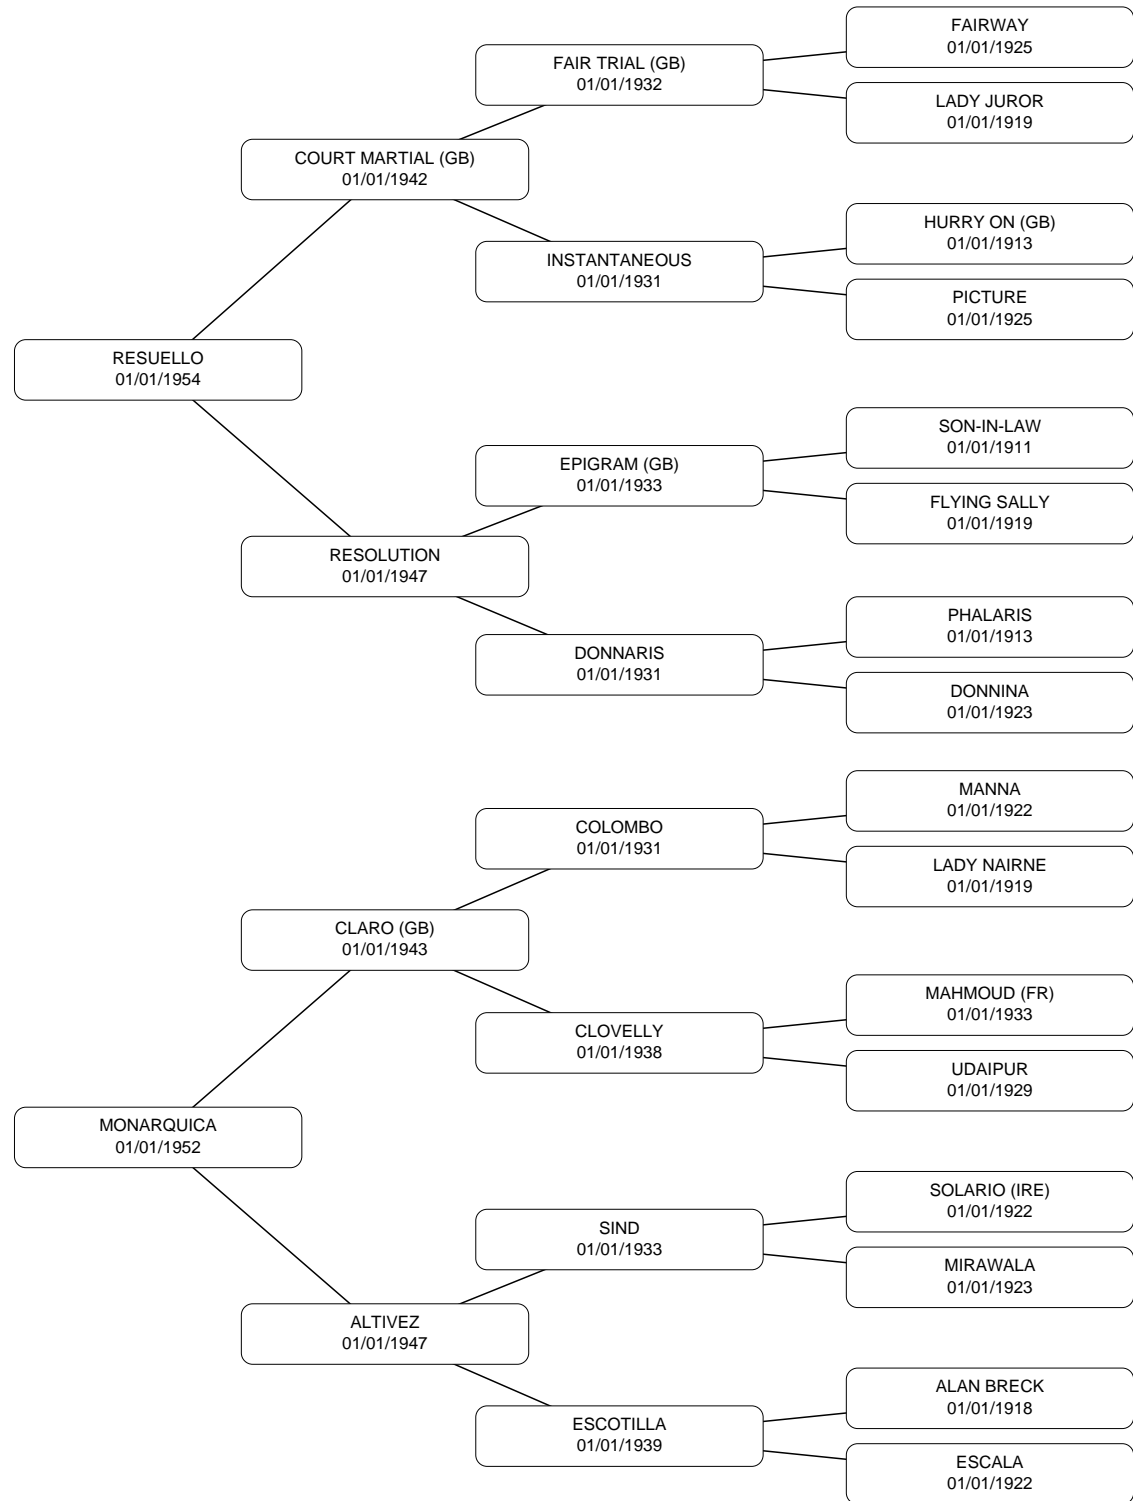 FAIRWAY
01/01/1925
FAIR TRIAL (GB)
01/01/1932
LADY JUROR
01/01/1919
COURT MARTIAL (GB)
01/01/1942
HURRY ON (GB)
01/01/1913
INSTANTANEOUS
01/01/1931
PICTURE
01/01/1925
RESUELLO
01/01/1954
SON-IN-LAW
01/01/1911
EPIGRAM (GB)
01/01/1933
FLYING SALLY
01/01/1919
RESOLUTION
01/01/1947
PHALARIS
01/01/1913
DONNARIS
01/01/1931
DONNINA
01/01/1923
MANNA
01/01/1922
COLOMBO
01/01/1931
LADY NAIRNE
01/01/1919
CLARO (GB)
01/01/1943
MAHMOUD (FR)
01/01/1933
CLOVELLY
01/01/1938
UDAIPUR
01/01/1929
MONARQUICA
01/01/1952
SOLARIO (IRE)
01/01/1922
SIND
01/01/1933
MIRAWALA
01/01/1923
ALTIVEZ
01/01/1947
ALAN BRECK
01/01/1918
ESCOTILLA
01/01/1939
ESCALA
01/01/1922